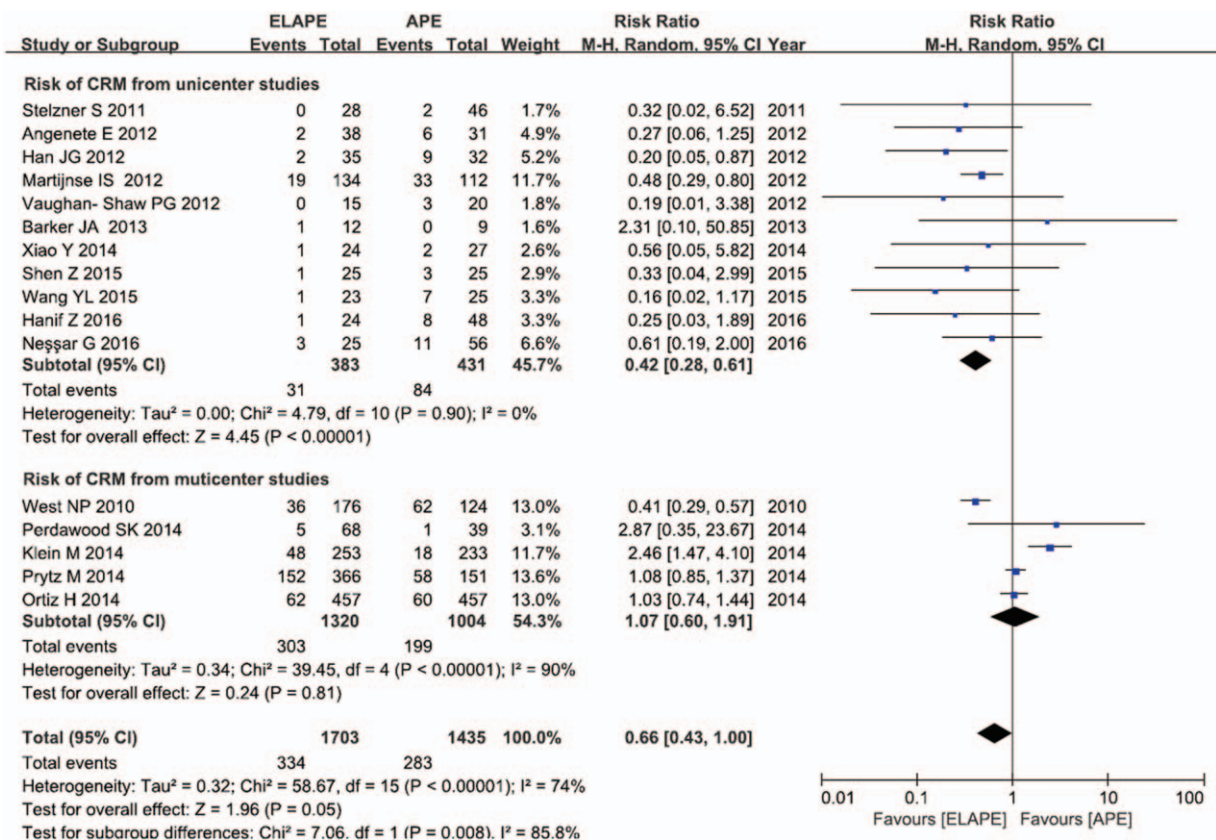 ELAPE APE Risk Ratio Risk Ratio
Study or Subgroup Events Total Events Total Weight M-H, Random, 95% CI Year M-H, Random, 95% CI
Risk of CRM from unicenter studies
Stelzner S 2011 0 28 2 46 1.7% 0.32 [0.02, 6.52] 2011
Angenete E 2012 2 38 6 31 4.9% 0.27 [0.06, 1.25] 2012
Han JG 2012 2 35 9 32 5.2% 0.20 [0.05, 0.87] 2012
Martijnse IS 2012 19 134 33 112 11.7% 0.48 [0.29, 0.80] 2012
Vaughan- Shaw PG 2012 0 15 3 20 1.8% 0.19 [0.01, 3.38] 2012
Barker JA 2013 1 12 0 9 1.6% 2.31 [0.10, 50.85] 2013
Xiao Y 2014 1 24 2 27 2.6% 0.56 [0.05, 5.82] 2014
Shen Z 2015 1 25 3 25 2.9% 0.33 [0.04, 2.99] 2015
Wang YL 2015 1 23 7 25 3.3% 0.16 [0.02, 1.17] 2015
Hanif Z 2016 1 24 8 48 3.3% 0.25 [0.03, 1.89] 2016
Neşşar G 2016 3 25 11 56 6.6% 0.61 [0.19, 2.00] 2016
Subtotal (95% CI) 383 431 45.7% 0.42 [0.28, 0.61]
Total events 31 84
Heterogeneity: Tau² = 0.00; Chi² = 4.79, df = 10 (P = 0.90); I² = 0%
Test for overall effect: Z = 4.45 (P < 0.00001)
Risk of CRM from muticenter studies
West NP 2010 36 176 62 124 13.0% 0.41 [0.29, 0.57] 2010
Perdawood SK 2014 5 68 1 39 3.1% 2.87 [0.35, 23.67] 2014
Klein M 2014 48 253 18 233 11.7% 2.46 [1.47, 4.10] 2014
Prytz M 2014 152 366 58 151 13.6% 1.08 [0.85, 1.37] 2014
Ortiz H 2014 62 457 60 457 13.0% 1.03 [0.74, 1.44] 2014
Subtotal (95% CI) 1320 1004 54.3% 1.07 [0.60, 1.91]
Total events 303 199
Heterogeneity: Tau² = 0.34; Chi² = 39.45, df = 4 (P < 0.00001); I² = 90%
Test for overall effect: Z = 0.24 (P = 0.81)
Total (95% CI) 1703 1435 100.0% 0.66 [0.43, 1.00]
Total events 334 283
Heterogeneity: Tau² = 0.32; Chi² = 58.67, df = 15 (P < 0.00001); I² = 74%
Test for overall effect: Z = 1.96 (P = 0.05)
Test for subgroup differences: Chi² = 7.06, df = 1 (P = 0.008), I² = 85.8%
0.01 0.1 1 10 100
Favours [ELAPE] Favours [APE]